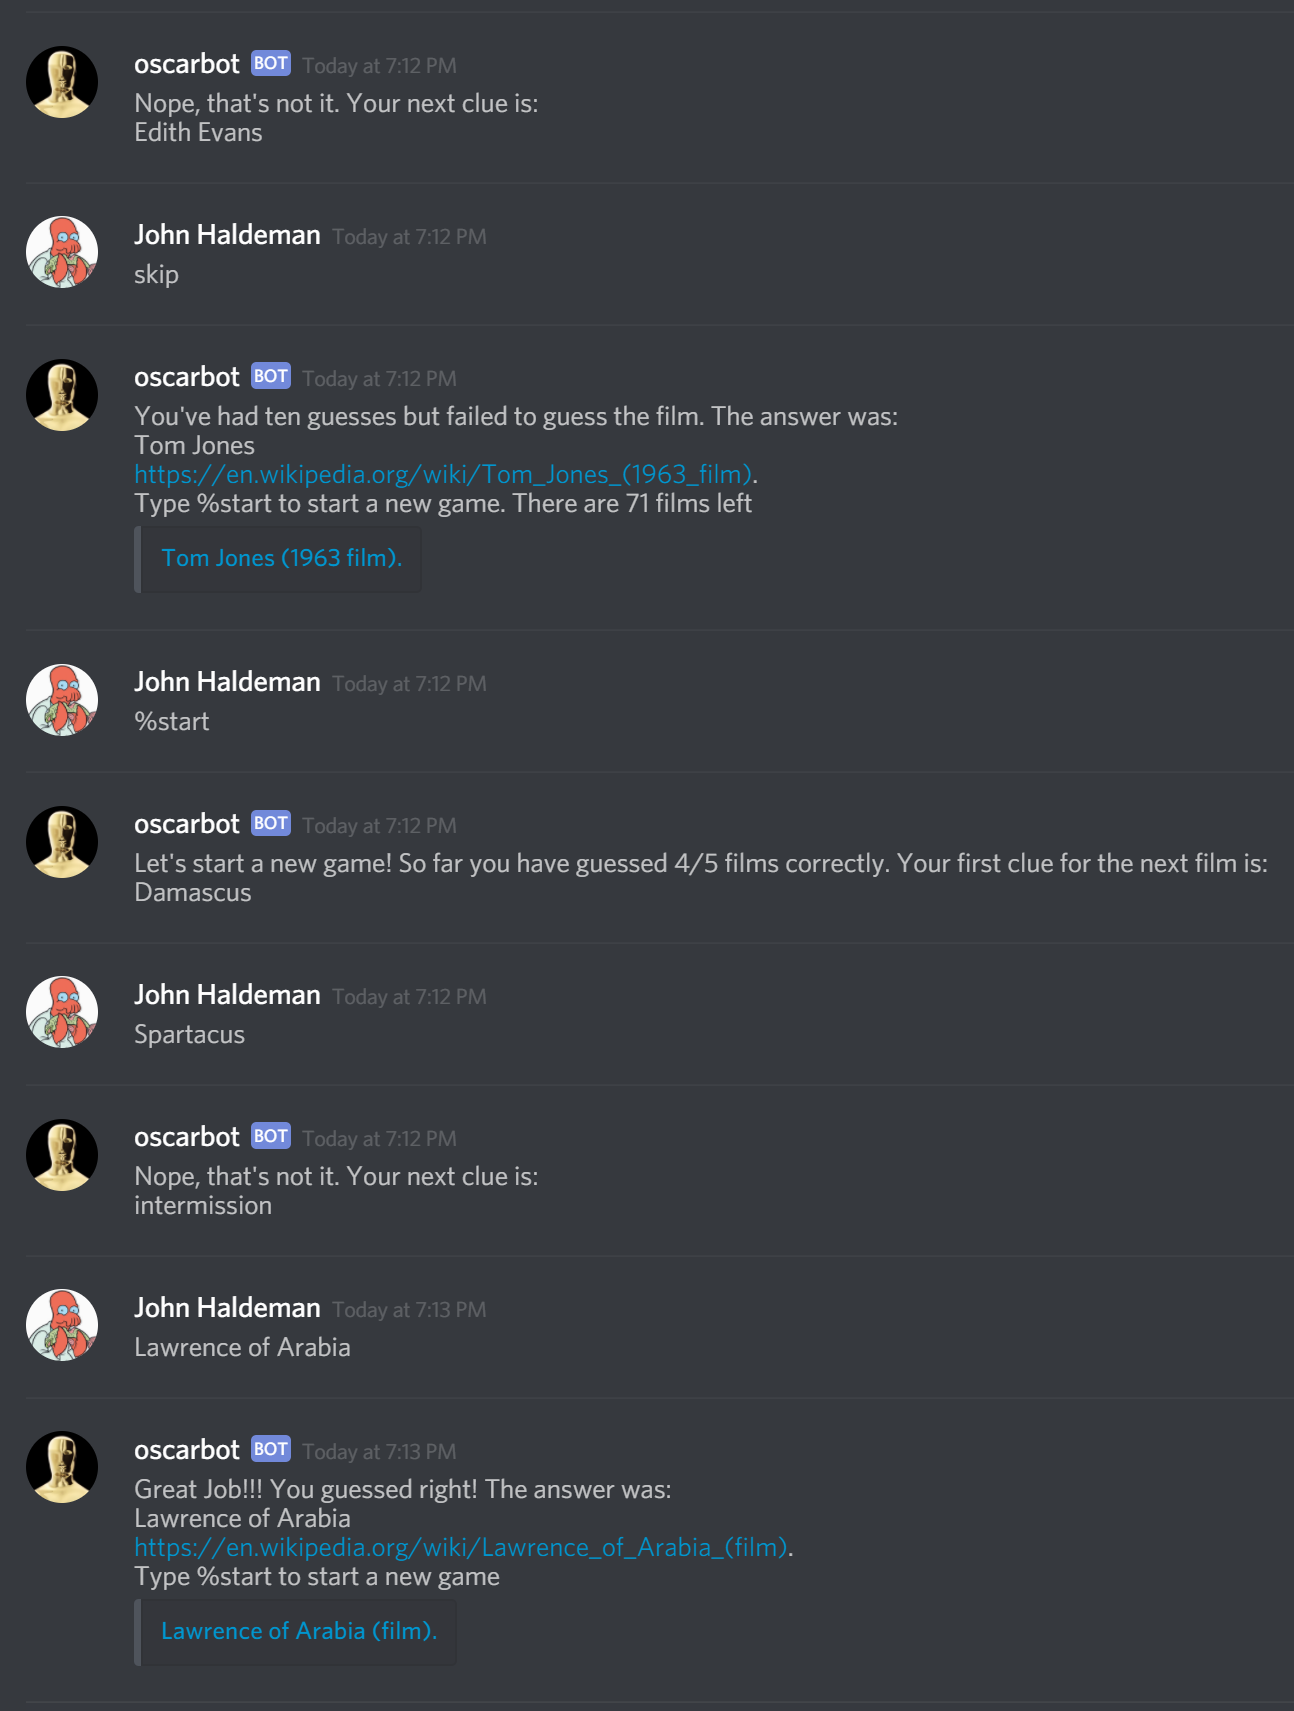 oscarbot BOT Today at 7:12 PM
Nope, that's not it. Your next clue is:
Edith Evans
John Haldeman Today at 7:12 PM
skip
oscarbot BOT Today at 7:12 PM
You've had ten guesses but failed to guess the film. The answer was:
Tom Jones
https://en.wikipedia.org/wiki/Tom_Jones_(1963_film).
Type %start to start a new game. There are 71 films left
Tom Jones (1963 film).
John Haldeman Today at 7:12 PM
%start
oscarbot BOT Today at 7:12 PM
Let's start a new game! So far you have guessed 4/5 films correctly. Your first clue for the next film is:
Damascus
John Haldeman Today at 7:12 PM
Spartacus
oscarbot BOT Today at 7:12 PM
Nope, that's not it. Your next clue is:
intermission
John Haldeman Today at 7:13 PM
Lawrence of Arabia
oscarbot BOT Today at 7:13 PM
Great Job!!! You guessed right! The answer was:
Lawrence of Arabia
https://en.wikipedia.org/wiki/Lawrence_of_Arabia_(film).
Type %start to start a new game
Lawrence of Arabia (film).